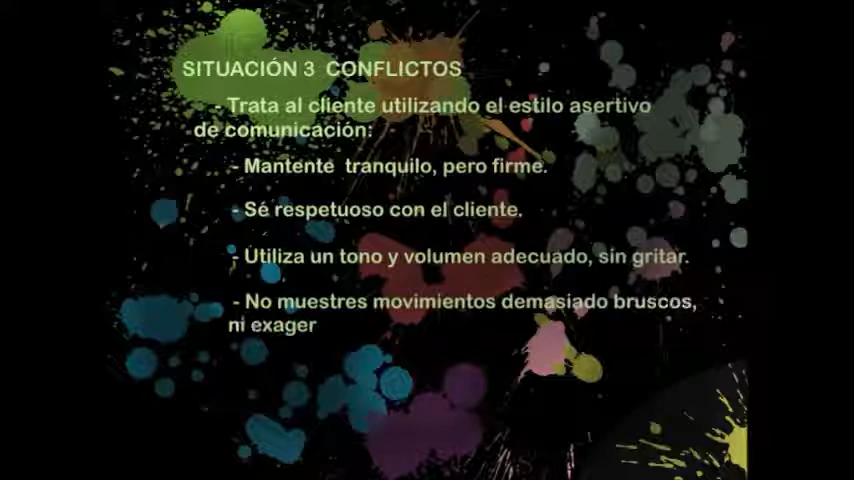 SITUACIÓN 3 CONFLICTOS
- Trata al cliente utilizando el estilo asertivo
de comunicación:
- Mantente tranquilo, pero firme.
- Sé respetuoso con el cliente.
- Utiliza un tono y volumen adecuado, sin gritar.
- No muestres movimientos demasiado bruscos,
ni exager